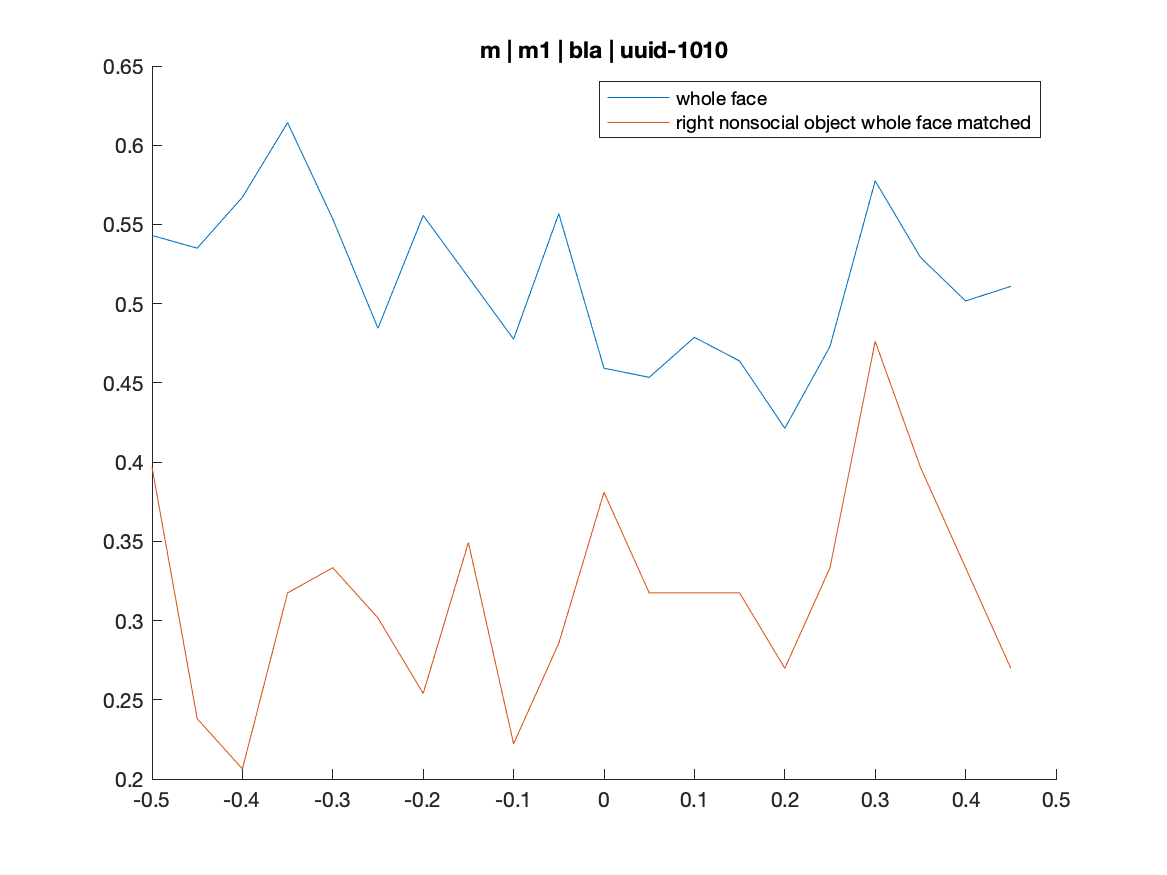 m | m1 | bla | uuid-1010
whole face
right nonsocial object whole face matched
0.65
0.6
0.55
0.5
0.45
0.4
0.35
0.3
0.25
0.2
-0.5 -0.4 -0.3 -0.2 -0.1 0 0.1 0.2 0.3 0.4 0.5